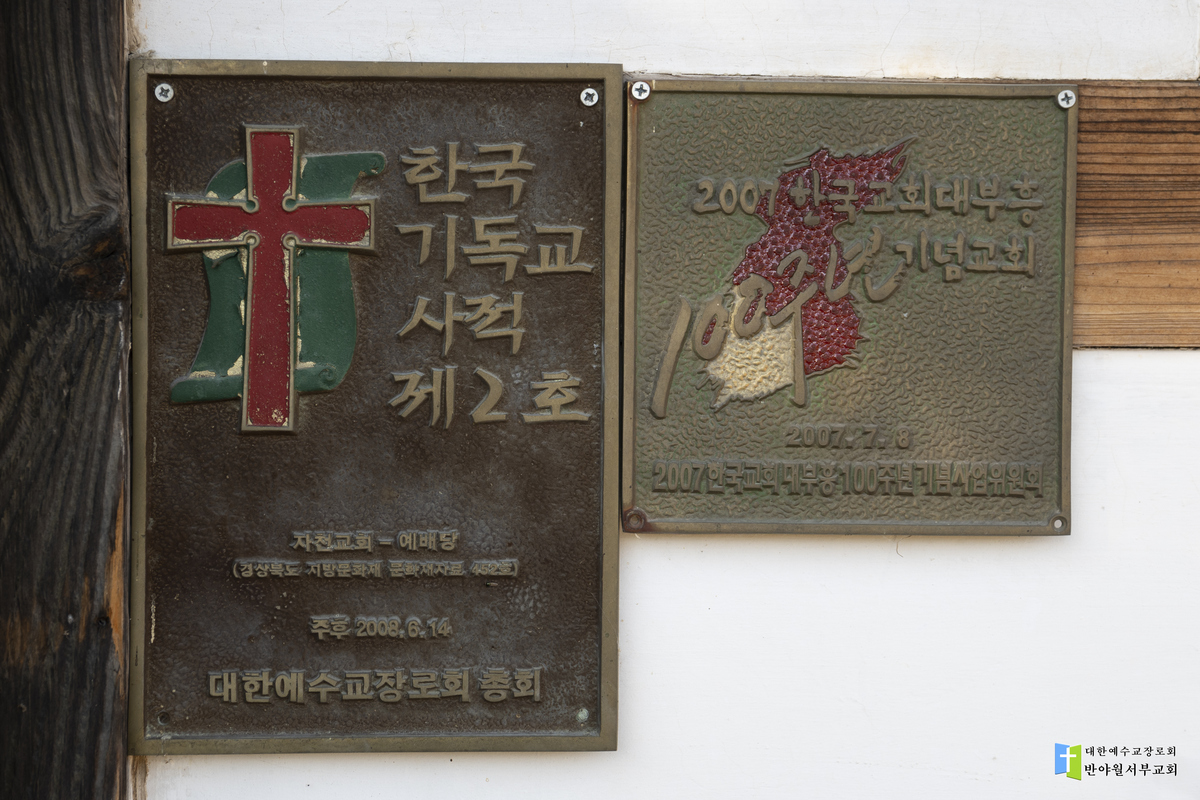 한국
기독교
사적
제2호
자천교회 – 예배당
(경상북도 지방문화제 문화재자료 452호)
주후 2008.6.14
대한예수교장로회 총회
2007 한국교회대부흥
100주년 기념교회
2007.7.8
2007한국교회대부흥100주년기념사업위원회
대한예수교장로회
반야월서부교회